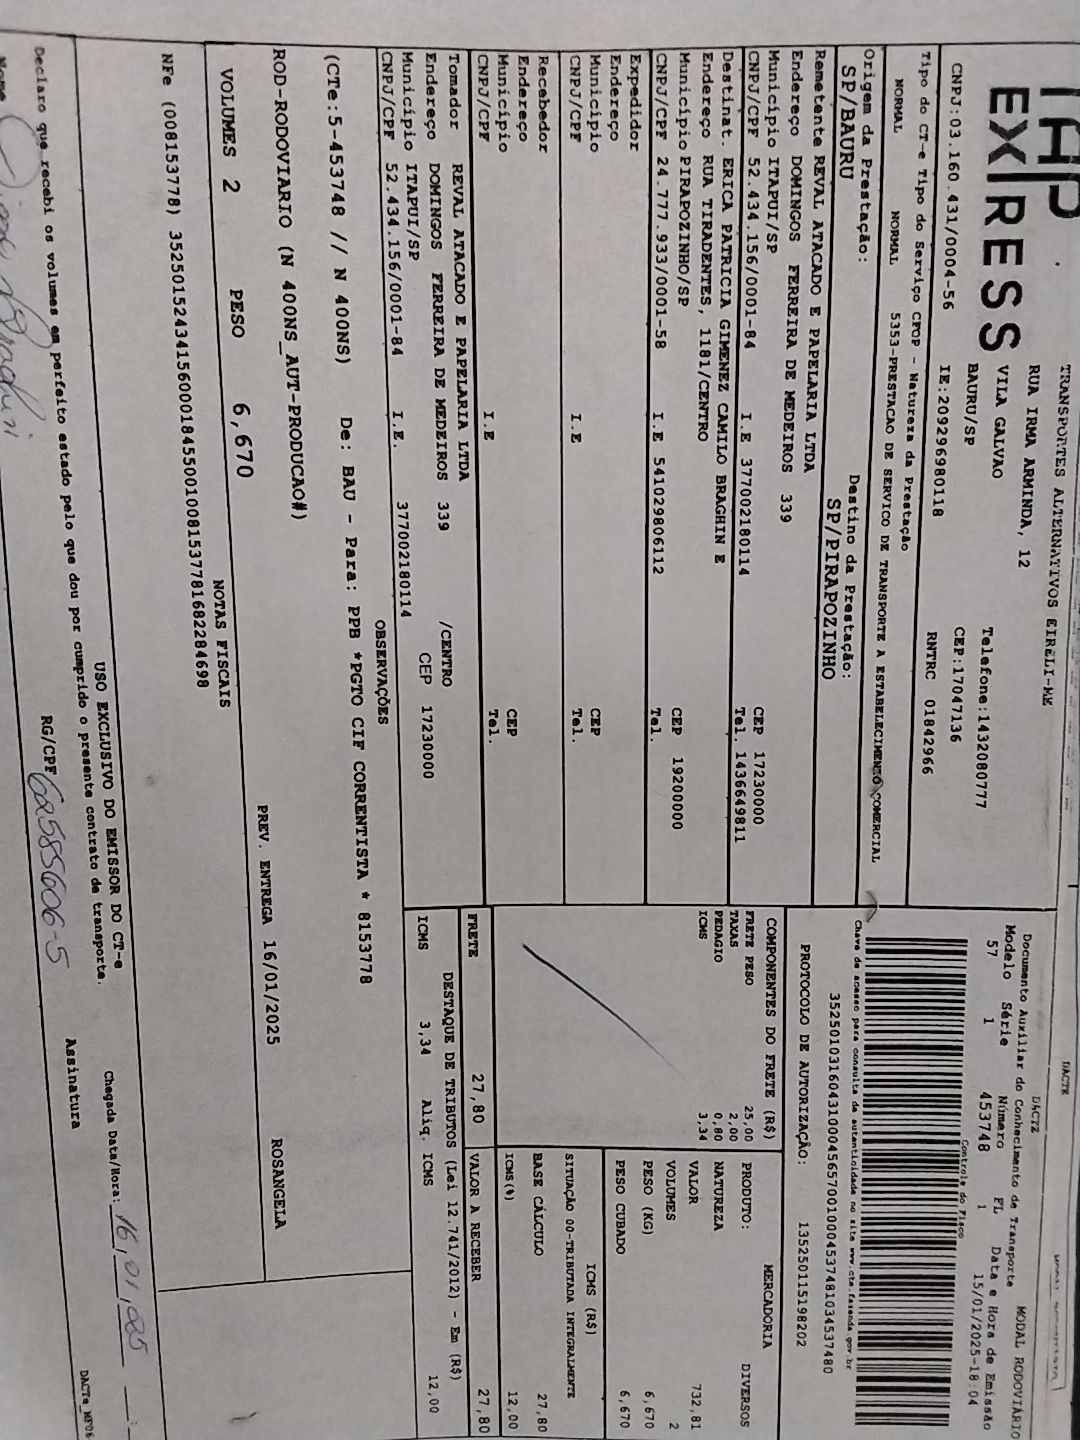 TRANSPORTES ALTERNATIVOS EIRELI-ME
EXPRESS
RUA IRMA ARMINDA, 12
VILA GALVAO
BAURU/SP
Telefone:1432080777
CEP:17047136
CNPJ:03.160.431/0004-56 IE:209296980118 RNTRC 01842966
Tipo do CT-e Tipo do Serviço CFOP - Natureza da Prestação
NORMAL NORMAL 5353-PRESTACAO DE SERVICO DE TRANSPORTE A ESTABELECIMENTO COMERCIAL
Origem da Prestação: Destino da Prestação:
SP/BAURU SP/PIRAPOZINHO
Remetente REVAL ATACADO E PAPELARIA LTDA
Endereço DOMINGOS FERREIRA DE MEDEIROS 339
Município ITAPUI/SP CEP 17230000
CNPJ/CPF 52.434.156/0001-84 I.E 377002180114 Tel. 1436649811
Destinat. ERICA PATRICIA GIMENEZ CAMILO BRAGHIN E
Endereço RUA TIRADENTES, 1181/CENTRO
Município PIRAPOZINHO/SP CEP 19200000
CNPJ/CPF 24.777.933/0001-58 I.E 541029806112 Tel.
Expedidor
Endereço
Município CEP
CNPJ/CPF I.E Tel.
Recebedor
Endereço
Município CEP
CNPJ/CPF I.E Tel.
Tomador REVAL ATACADO E PAPELARIA LTDA
Endereço DOMINGOS FERREIRA DE MEDEIROS 339 /CENTRO
Município ITAPUI/SP CEP 17230000
CNPJ/CPF 52.434.156/0001-84 I.E. 377002180114
DACTE
DACTE
Documento Auxiliar do Conhecimento de Transporte MODAL RODOVIÁRIO
Modelo Série Número FL Data e Hora de Emissão
57 1 453748 1 15/01/2025-18:04
Controle do Fisco
Chave de acesso para consulta de autenticidade no site www.cte.fazenda.gov.br
35250103160431000456570010004537481034537480
PROTOCOLO DE AUTORIZAÇÃO: 135250115198202
COMPONENTES DO FRETE (R$)
FRETE PESO 25,00
TAXAS 2,00
PEDAGIO 0,80
ICMS 3,34
MERCADORIA
PRODUTO: DIVERSOS
NATUREZA
VALOR 732,81
VOLUMES 2
PESO (KG) 6,670
PESO CUBADO 6,670
ICMS (R$)
SITUAÇÃO 00-TRIBUTADA INTEGRALMENTE
BASE CÁLCULO 27,80
ICMS(%) 12,00
FRETE 27,80 VALOR A RECEBER 27,80
DESTAQUE DE TRIBUTOS (Lei 12.741/2012) - Em (R$)
ICMS 3,34 Aliq. ICMS 12,00
OBSERVAÇÕES
(CTe:5-453748 // N 400NS) De: BAU - Para: PPB *PGTO CIF CORRENTISTA * 8153778
ROD-RODOVIARIO (N 400NS_AUT-PRODUCAO#)
PREV. ENTREGA 16/01/2025 ROSANGELA
VOLUMES 2 PESO 6,670
NOTAS FISCAIS
NFe (008153778) 35250152434156000184550010081537781682284698
USO EXCLUSIVO DO EMISSOR DO CT-e
Declaro que recebi os volumes em perfeito estado pelo que dou por cumprido o presente contrato de transporte.
Chegada Data/Hora: 16,01,025
Nome RG/CPF 62585606-5 Assinatura
DACTe_MF06